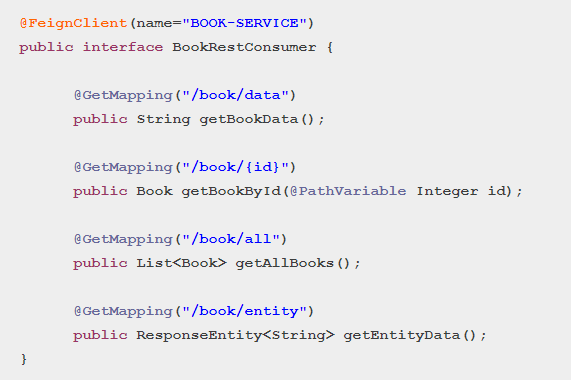 @FeignClient(name="BOOK-SERVICE")
public interface BookRestConsumer {
@GetMapping("/book/data")
public String getBookData();
@GetMapping("/book/{id}")
public Book getBookById(@PathVariable Integer id);
@GetMapping("/book/all")
public List<Book> getAllBooks();
@GetMapping("/book/entity")
public ResponseEntity<String> getEntityData();
}